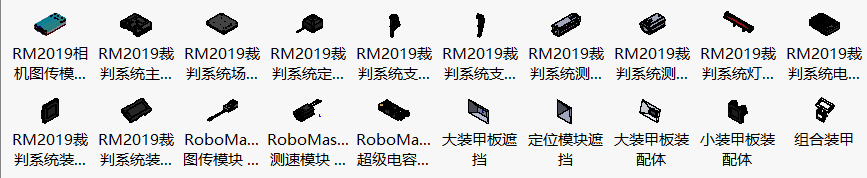 RM2019相
机图传模...
RM2019裁
判系统主...
RM2019裁
判系统场...
RM2019裁
判系统定...
RM2019裁
判系统支...
RM2019裁
判系统支...
RM2019裁
判系统测...
RM2019裁
判系统测...
RM2019裁
判系统灯...
RM2019裁
判系统电...
RM2019裁
判系统装...
RM2019裁
判系统装...
RoboMa...
图传模块 ...
RoboMas...
测速模块 ...
RoboMa...
超级电容...
大装甲板遮
挡
定位模块遮
挡
大装甲板装
配体
小装甲板装
配体
组合装甲